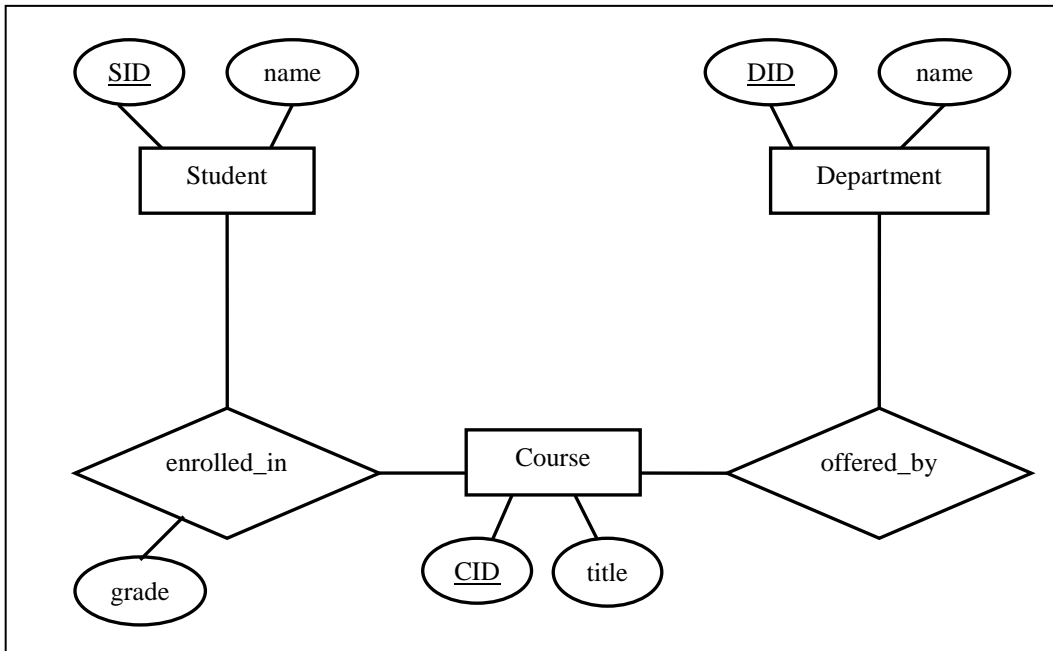 SID
name
DID
name
Student
Department
enrolled_in
Course
offered_by
grade
CID
title